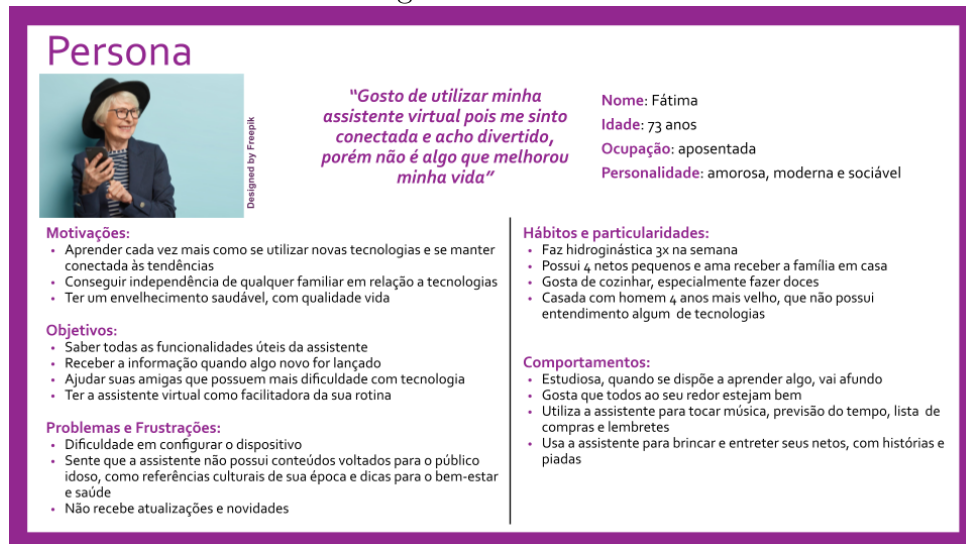 Persona
Designed by Freepik
"Gosto de utilizar minha
assistente virtual pois me sinto
conectada e acho divertido,
porém não é algo que melhorou
minha vida"
Nome: Fátima
Idade: 73 anos
Ocupação: aposentada
Personalidade: amorosa, moderna e sociável
Motivações:
• Aprender cada vez mais como se utilizar novas tecnologias e se manter
conectada às tendências
• Conseguir independência de qualquer familiar em relação a tecnologias
• Ter um envelhecimento saudável, com qualidade vida
Objetivos:
• Saber todas as funcionalidades úteis da assistente
• Receber a informação quando algo novo for lançado
• Ajudar suas amigas que possuem mais dificuldade com tecnologia
• Ter a assistente virtual como facilitadora da sua rotina
Problemas e Frustrações:
• Dificuldade em configurar o dispositivo
• Sente que a assistente não possui conteúdos voltados para o público
idoso, como referências culturais de sua época e dicas para o bem-estar
e saúde
• Não recebe atualizações e novidades
Hábitos e particularidades:
• Faz hidroginástica 3x na semana
• Possui 4 netos pequenos e ama receber a família em casa
• Gosta de cozinhar, especialmente fazer doces
• Casada com homem 4 anos mais velho, que não possui
entendimento algum de tecnologias
Comportamentos:
• Estudiosa, quando se dispõe a aprender algo, vai afundo
• Gosta que todos ao seu redor estejam bem
• Utiliza a assistente para tocar música, previsão do tempo, lista de
compras e lembretes
• Usa a assistente para brincar e entreter seus netos, com histórias e
piadas